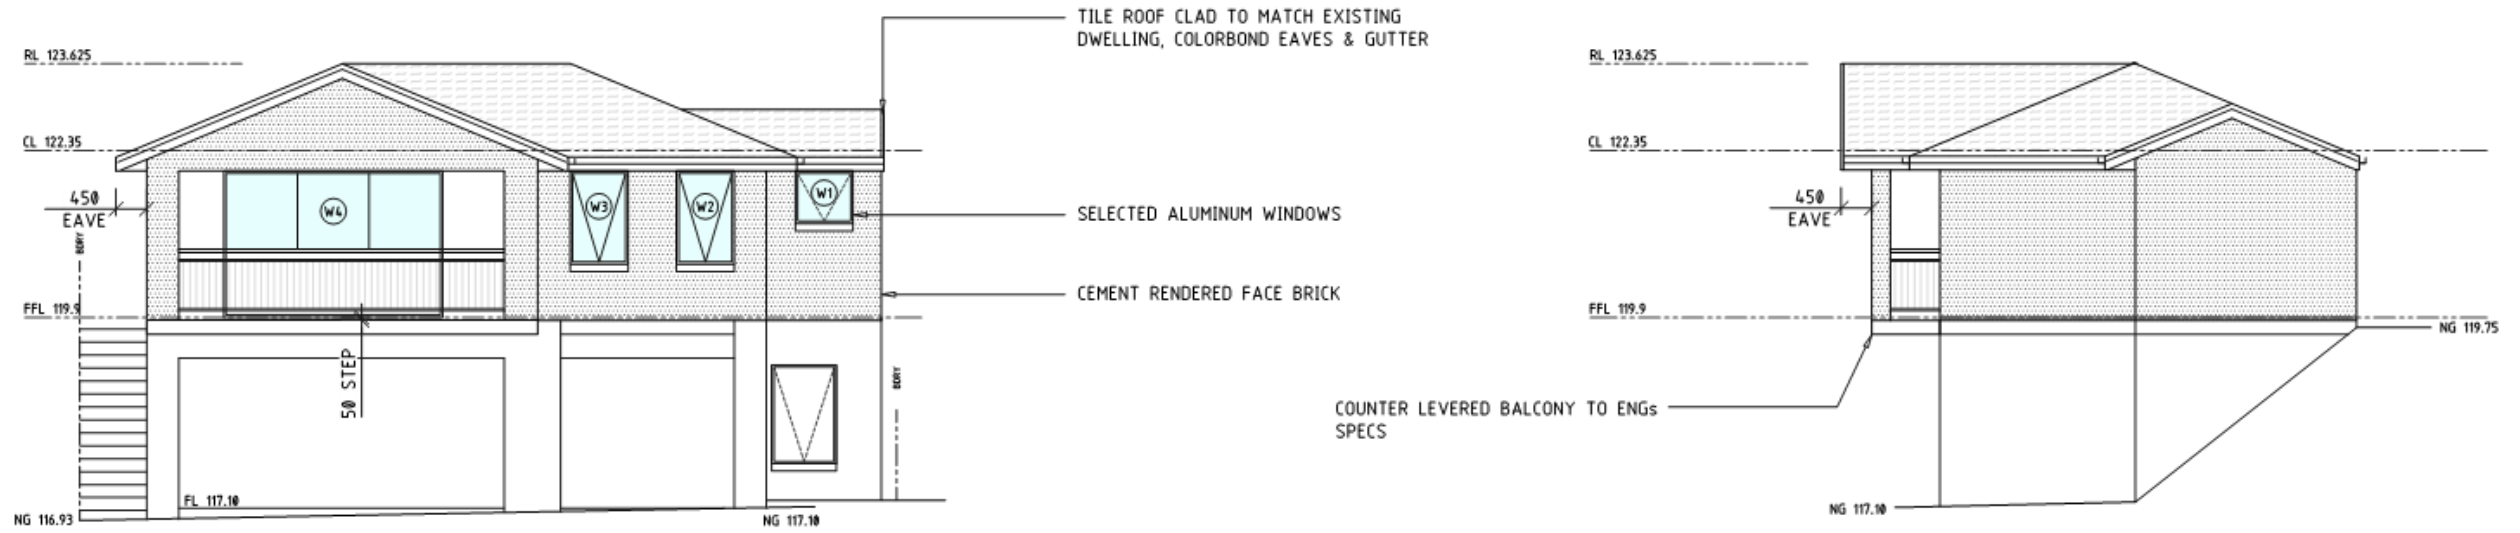 TILE ROOF CLAD TO MATCH EXISTING
DWELLING, COLORBOND EAVES & GUTTER
RL 123.625
CL 122.35
450
EAVE
BDRY
FFL 119.9
50 STEP
FL 117.10
NG 116.93
NG 117.10
W4
W3
W2
W1
BDRY
SELECTED ALUMINUM WINDOWS
CEMENT RENDERED FACE BRICK
RL 123.625
CL 122.35
450
EAVE
FFL 119.9
NG 119.75
COUNTER LEVERED BALCONY TO ENGs
SPECS
NG 117.10